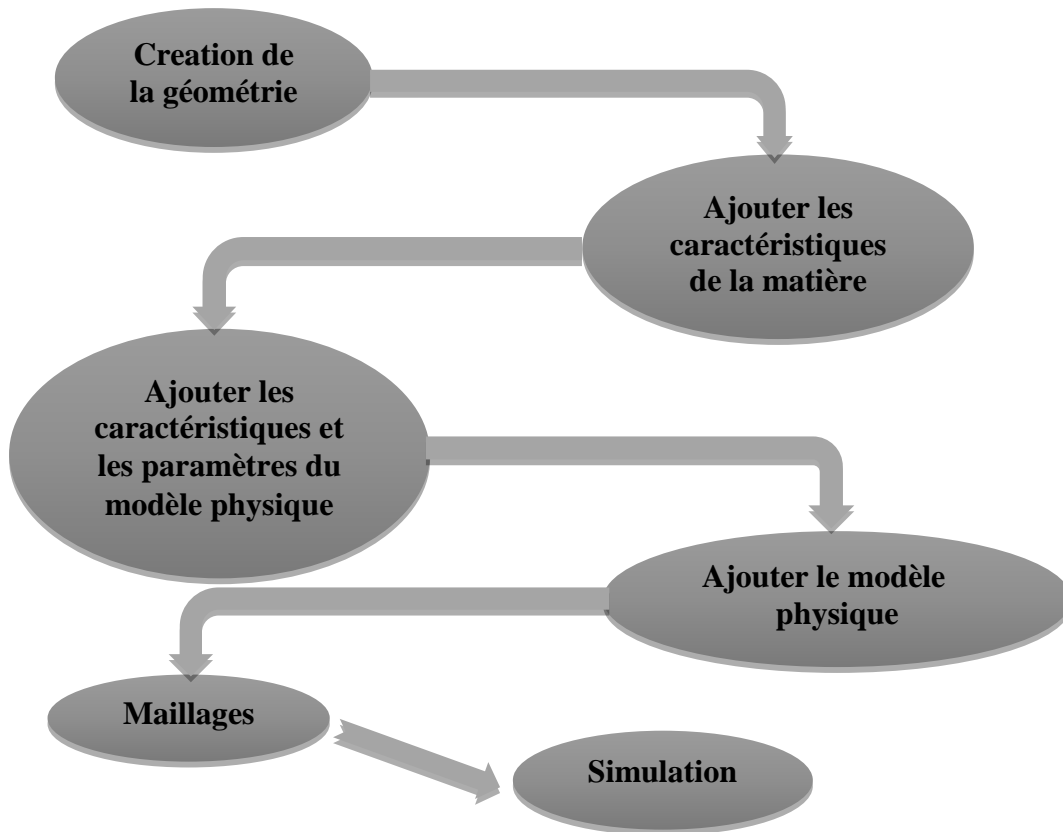 Creation de
la géométrie
Ajouter les
caractéristiques
de la matière
Ajouter les
caractéristiques et
les paramètres du
modèle physique
Ajouter le modèle
physique
Maillages
Simulation